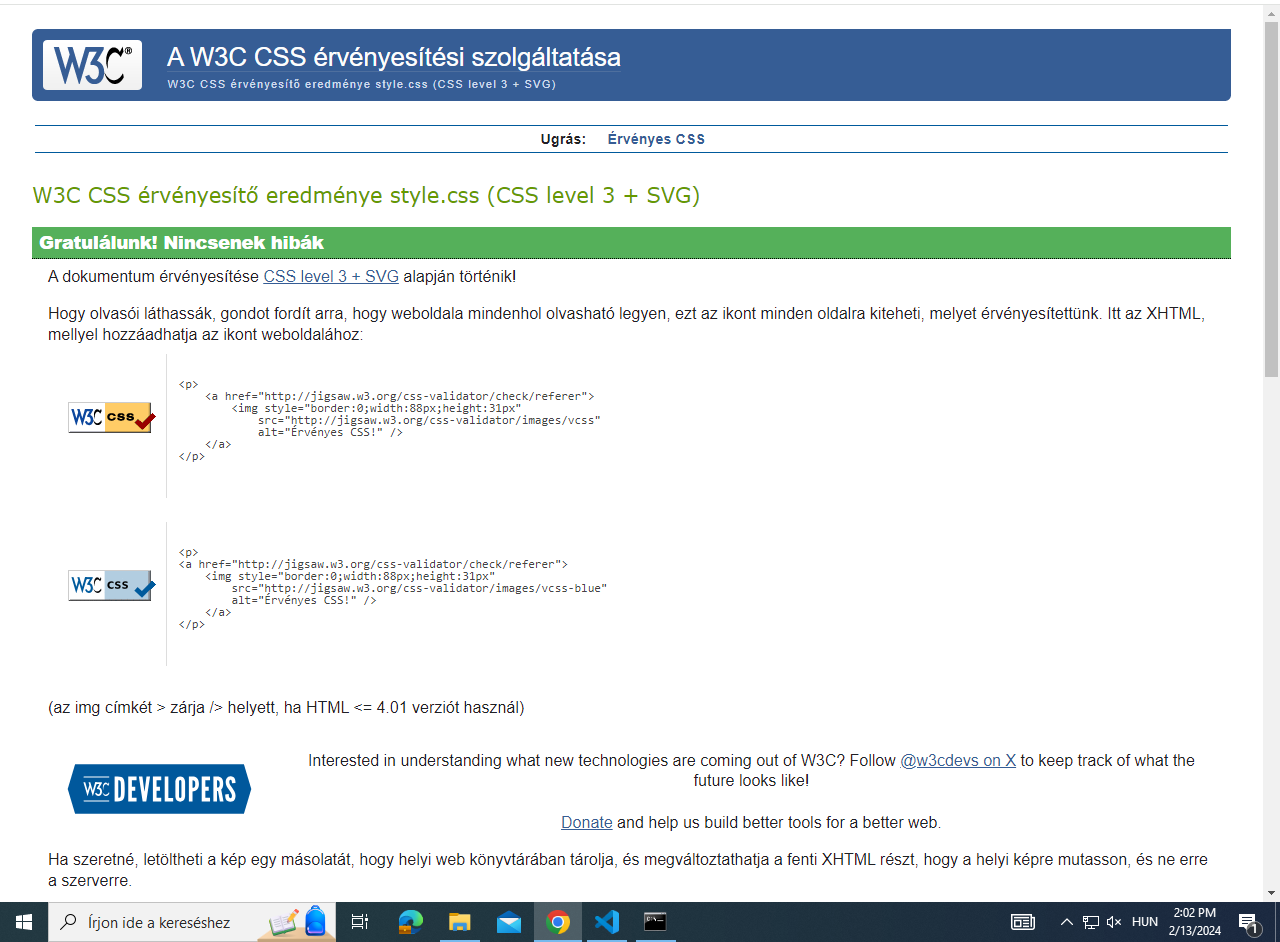 W3C®
A W3C CSS érvényesítési szolgáltatása
W3C CSS érvényesítő eredménye style.css (CSS level 3 + SVG)
Ugrás: Érvényes CSS
W3C CSS érvényesítő eredménye style.css (CSS level 3 + SVG)
Gratulálunk! Nincsenek hibák
A dokumentum érvényesítése CSS level 3 + SVG alapján történik!
Hogy olvasói láthassák, gondot fordít arra, hogy weboldala mindenhol olvasható legyen, ezt az ikont minden oldalra kiteheti, melyet érvényesítettünk. Itt az XHTML,
mellyel hozzáadhatja az ikont weboldalához:
W3C css
<p>
<a href="http://jigsaw.w3.org/css-validator/check/referer">
<img style="border:0;width:88px;height:31px"
src="http://jigsaw.w3.org/css-validator/images/vcss"
alt="Érvényes CSS!" />
</a>
</p>
W3C css
<p>
<a href="http://jigsaw.w3.org/css-validator/check/referer">
<img style="border:0;width:88px;height:31px"
src="http://jigsaw.w3.org/css-validator/images/vcss-blue"
alt="Érvényes CSS!" />
</a>
</p>
(az img címkét > zárja /> helyett, ha HTML <= 4.01 verziót használ)
W3C DEVELOPERS
Interested in understanding what new technologies are coming out of W3C? Follow @w3cdevs on X to keep track of what the
future looks like!
Donate and help us build better tools for a better web.
Ha szeretné, letöltheti a kép egy másolatát, hogy helyi web könyvtárában tárolja, és megváltoztathatja a fenti XHTML részt, hogy a helyi képre mutasson, és ne erre
a szerverre.
Írjon ide a kereséshez
HUN
2:02 PM
2/13/2024
1